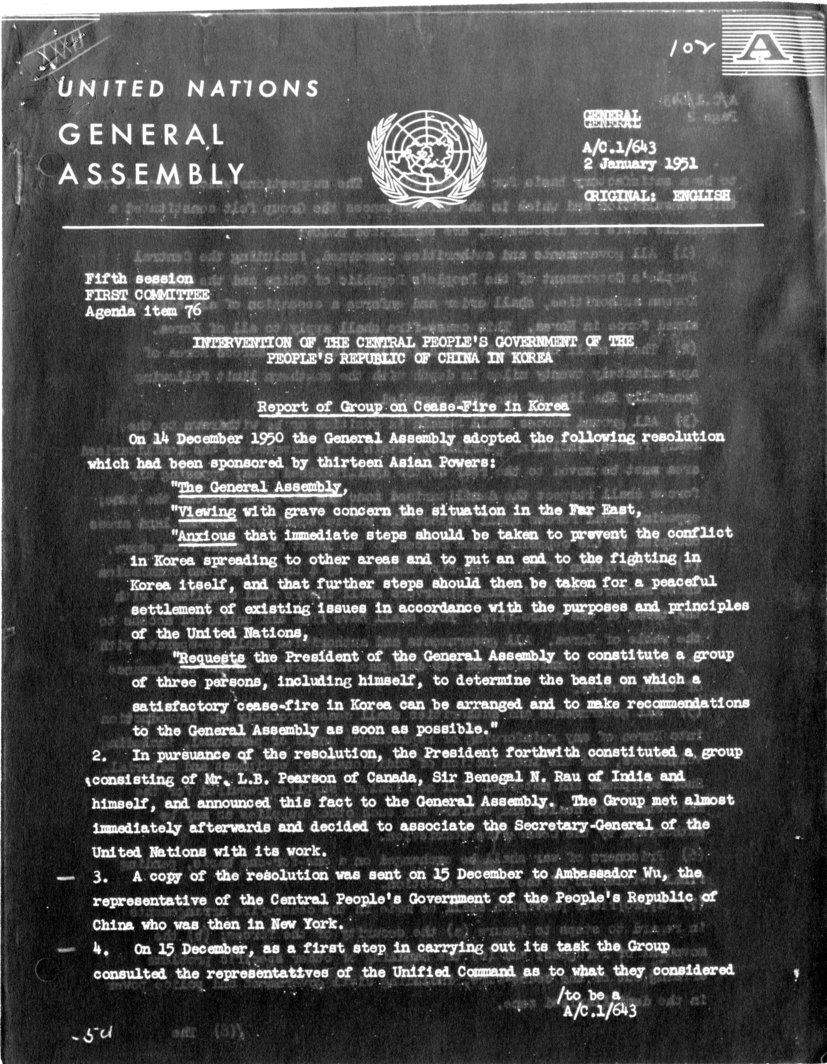 102
A
UNITED NATIONS
GENERAL
ASSEMBLY
GENERAL
A/C.1/643
2 January 1951
ORIGINAL: ENGLISH
Fifth session
FIRST COMMITTEE
Agenda item 76
INTERVENTION OF THE CENTRAL PEOPLE'S GOVERNMENT OF THE
PEOPLE'S REPUBLIC OF CHINA IN KOREA
Report of Group on Cease-Fire in Korea
On 14 December 1950 the General Assembly adopted the following resolution
which had been sponsored by thirteen Asian Powers:
"The General Assembly,
"Viewing with grave concern the situation in the Far East,
"Anxious that immediate steps should be taken to prevent the conflict
in Korea spreading to other areas and to put an end to the fighting in
Korea itself, and that further steps should then be taken for a peaceful
settlement of existing issues in accordance with the purposes and principles
of the United Nations,
"Requests the President of the General Assembly to constitute a group
of three persons, including himself, to determine the basis on which a
satisfactory cease-fire in Korea can be arranged and to make recommendations
to the General Assembly as soon as possible."
2. In pursuance of the resolution, the President forthwith constituted a group
consisting of Mr. L.B. Pearson of Canada, Sir Benegal N. Rau of India and
himself, and announced this fact to the General Assembly. The Group met almost
immediately afterwards and decided to associate the Secretary-General of the
United Nations with its work.
3. A copy of the resolution was sent on 15 December to Ambassador Wu, the
representative of the Central People's Government of the People's Republic of
China who was then in New York.
4. On 15 December, as a first step in carrying out its task the Group
consulted the representatives of the Unified Command as to what they considered
/to be a
A/C.1/643